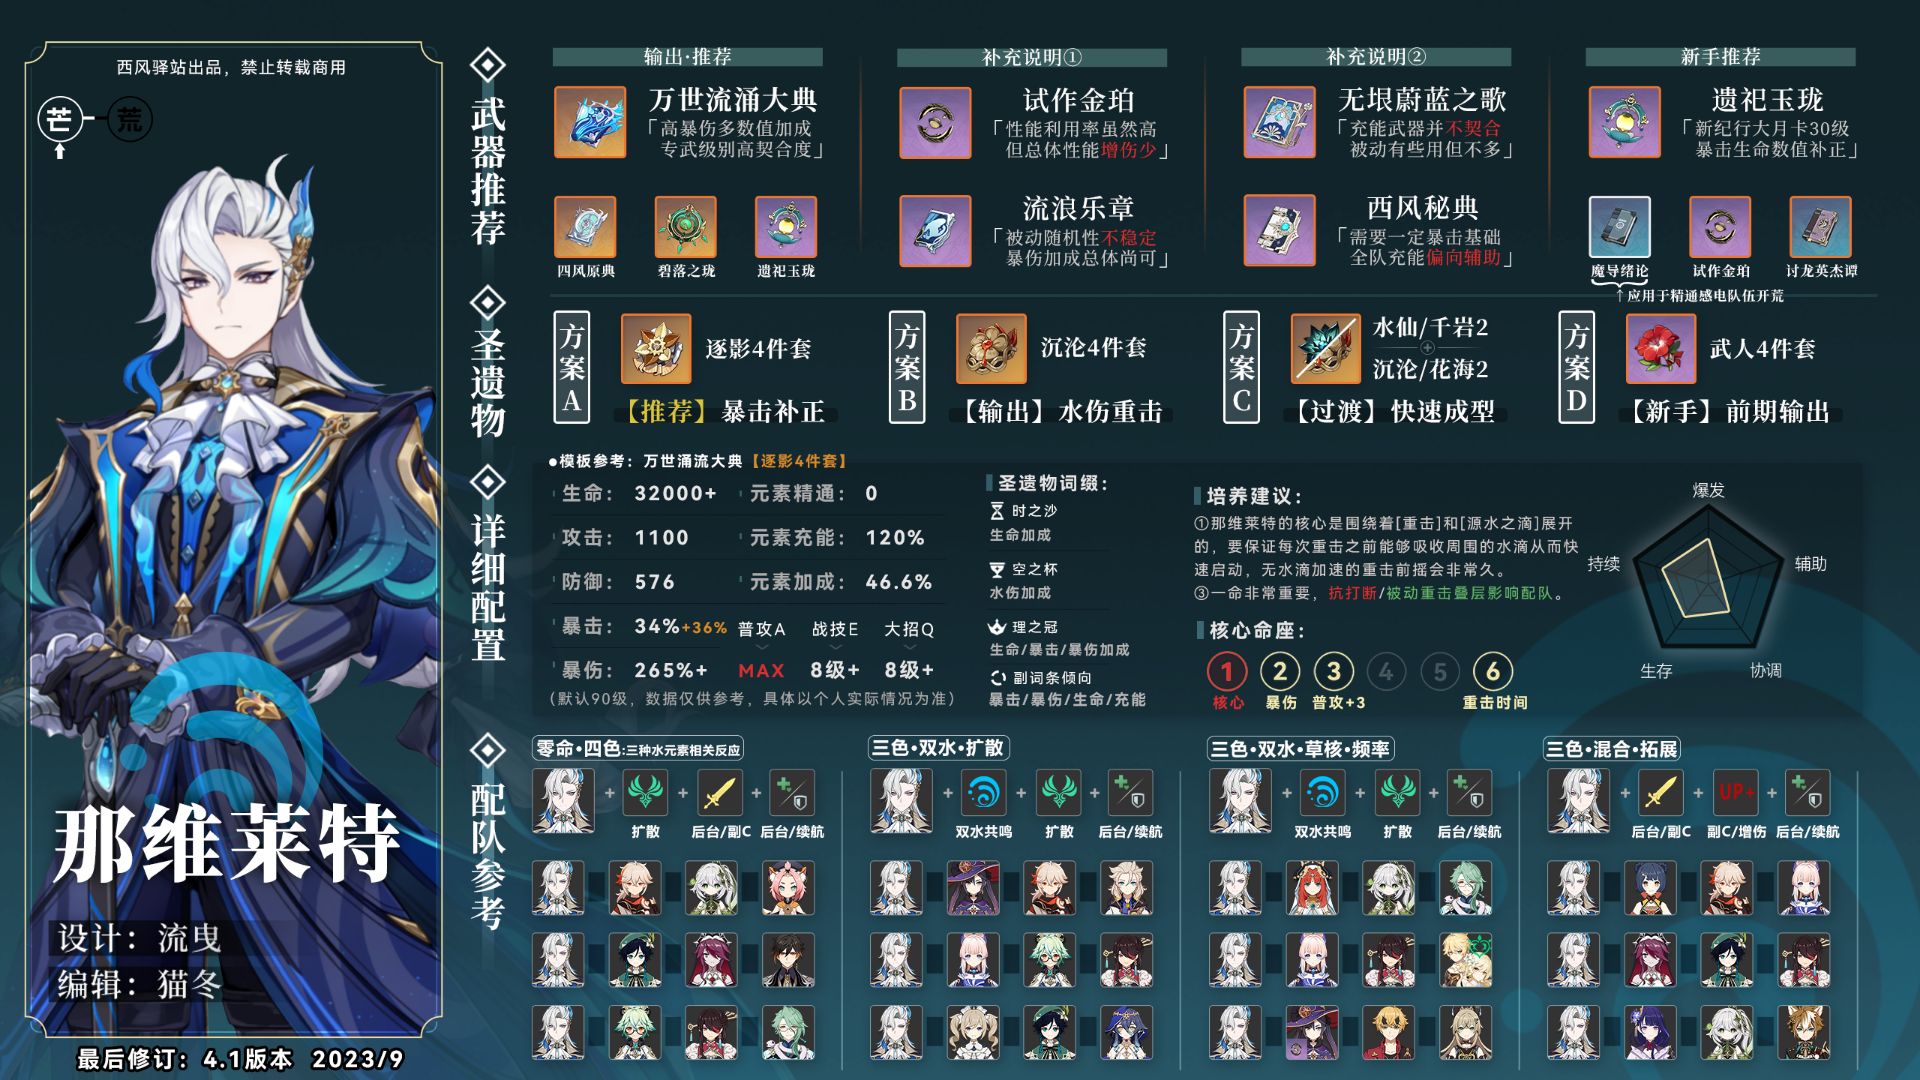 西风驿站出品，禁止转载商用
芒
荒
那维莱特
设计：流曳
编辑：猫冬
最后修订：4.1版本 2023/9
武器推荐
输出·推荐
万世流涌大典
「高暴伤多数值加成
专武级别高契合度」
四风原典
碧落之珑
遗祀玉珑
补充说明①
试作金珀
「性能利用率虽然高
但总体性能增伤少」
流浪乐章
「被动随机性不稳定
暴伤加成总体尚可」
补充说明②
无垠蔚蓝之歌
「充能武器并不契合
被动有些用但不多」
西风秘典
「需要一定暴击基础
全队充能偏向辅助」
新手推荐
遗祀玉珑
「新纪行大月卡30级
暴击生命数值补正」
魔导绪论
试作金珀
讨龙英杰谭
↑应用于精通感电队伍开荒
圣遗物
方案A
逐影4件套
【推荐】暴击补正
方案B
沉沦4件套
【输出】水伤重击
方案C
水仙/千岩2
沉沦/花海2
【过渡】快速成型
方案D
武人4件套
【新手】前期输出
详细配置
●模板参考：万世涌流大典【逐影4件套】
生命：32000+
元素精通：0
攻击：1100
元素充能：120%
防御：576
元素加成：46.6%
暴击：34%+36%
普攻A 战技E 大招Q
暴伤：265%+
MAX 8级+ 8级+
（默认90级，数据仅供参考，具体以个人实际情况为准）
圣遗物词缀：
时之沙
生命加成
空之杯
水伤加成
理之冠
生命/暴击/暴伤加成
副词条倾向
暴击/暴伤/生命/充能
培养建议：
①那维莱特的核心是围绕着[重击]和[源水之滴]展开
的，要保证每次重击之前能够吸收周围的水滴从而快
速启动，无水滴加速的重击前摇会非常久。
③一命非常重要，抗打断/被动重击叠层影响配队。
核心命座：
1 2 3 4 5 6
核心 暴伤 普攻+3 重击时间
爆发
辅助
协调
生存
持续
配队参考
零命·四色:三种水元素相关反应
扩散
后台/副C
后台/续航
三色·双水·扩散
双水共鸣
扩散
后台/续航
三色·双水·草核·频率
双水共鸣
扩散
后台/续航
三色·混合·拓展
UP+
后台/副C
副C/增伤
后台/续航